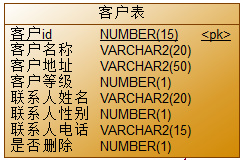 客户表
客户id NUMBER(15) <pk>
客户名称 VARCHAR2(20)
客户地址 VARCHAR2(50)
客户等级 NUMBER(1)
联系人姓名 VARCHAR2(20)
联系人性别 NUMBER(1)
联系人电话 VARCHAR2(15)
是否删除 NUMBER(1)